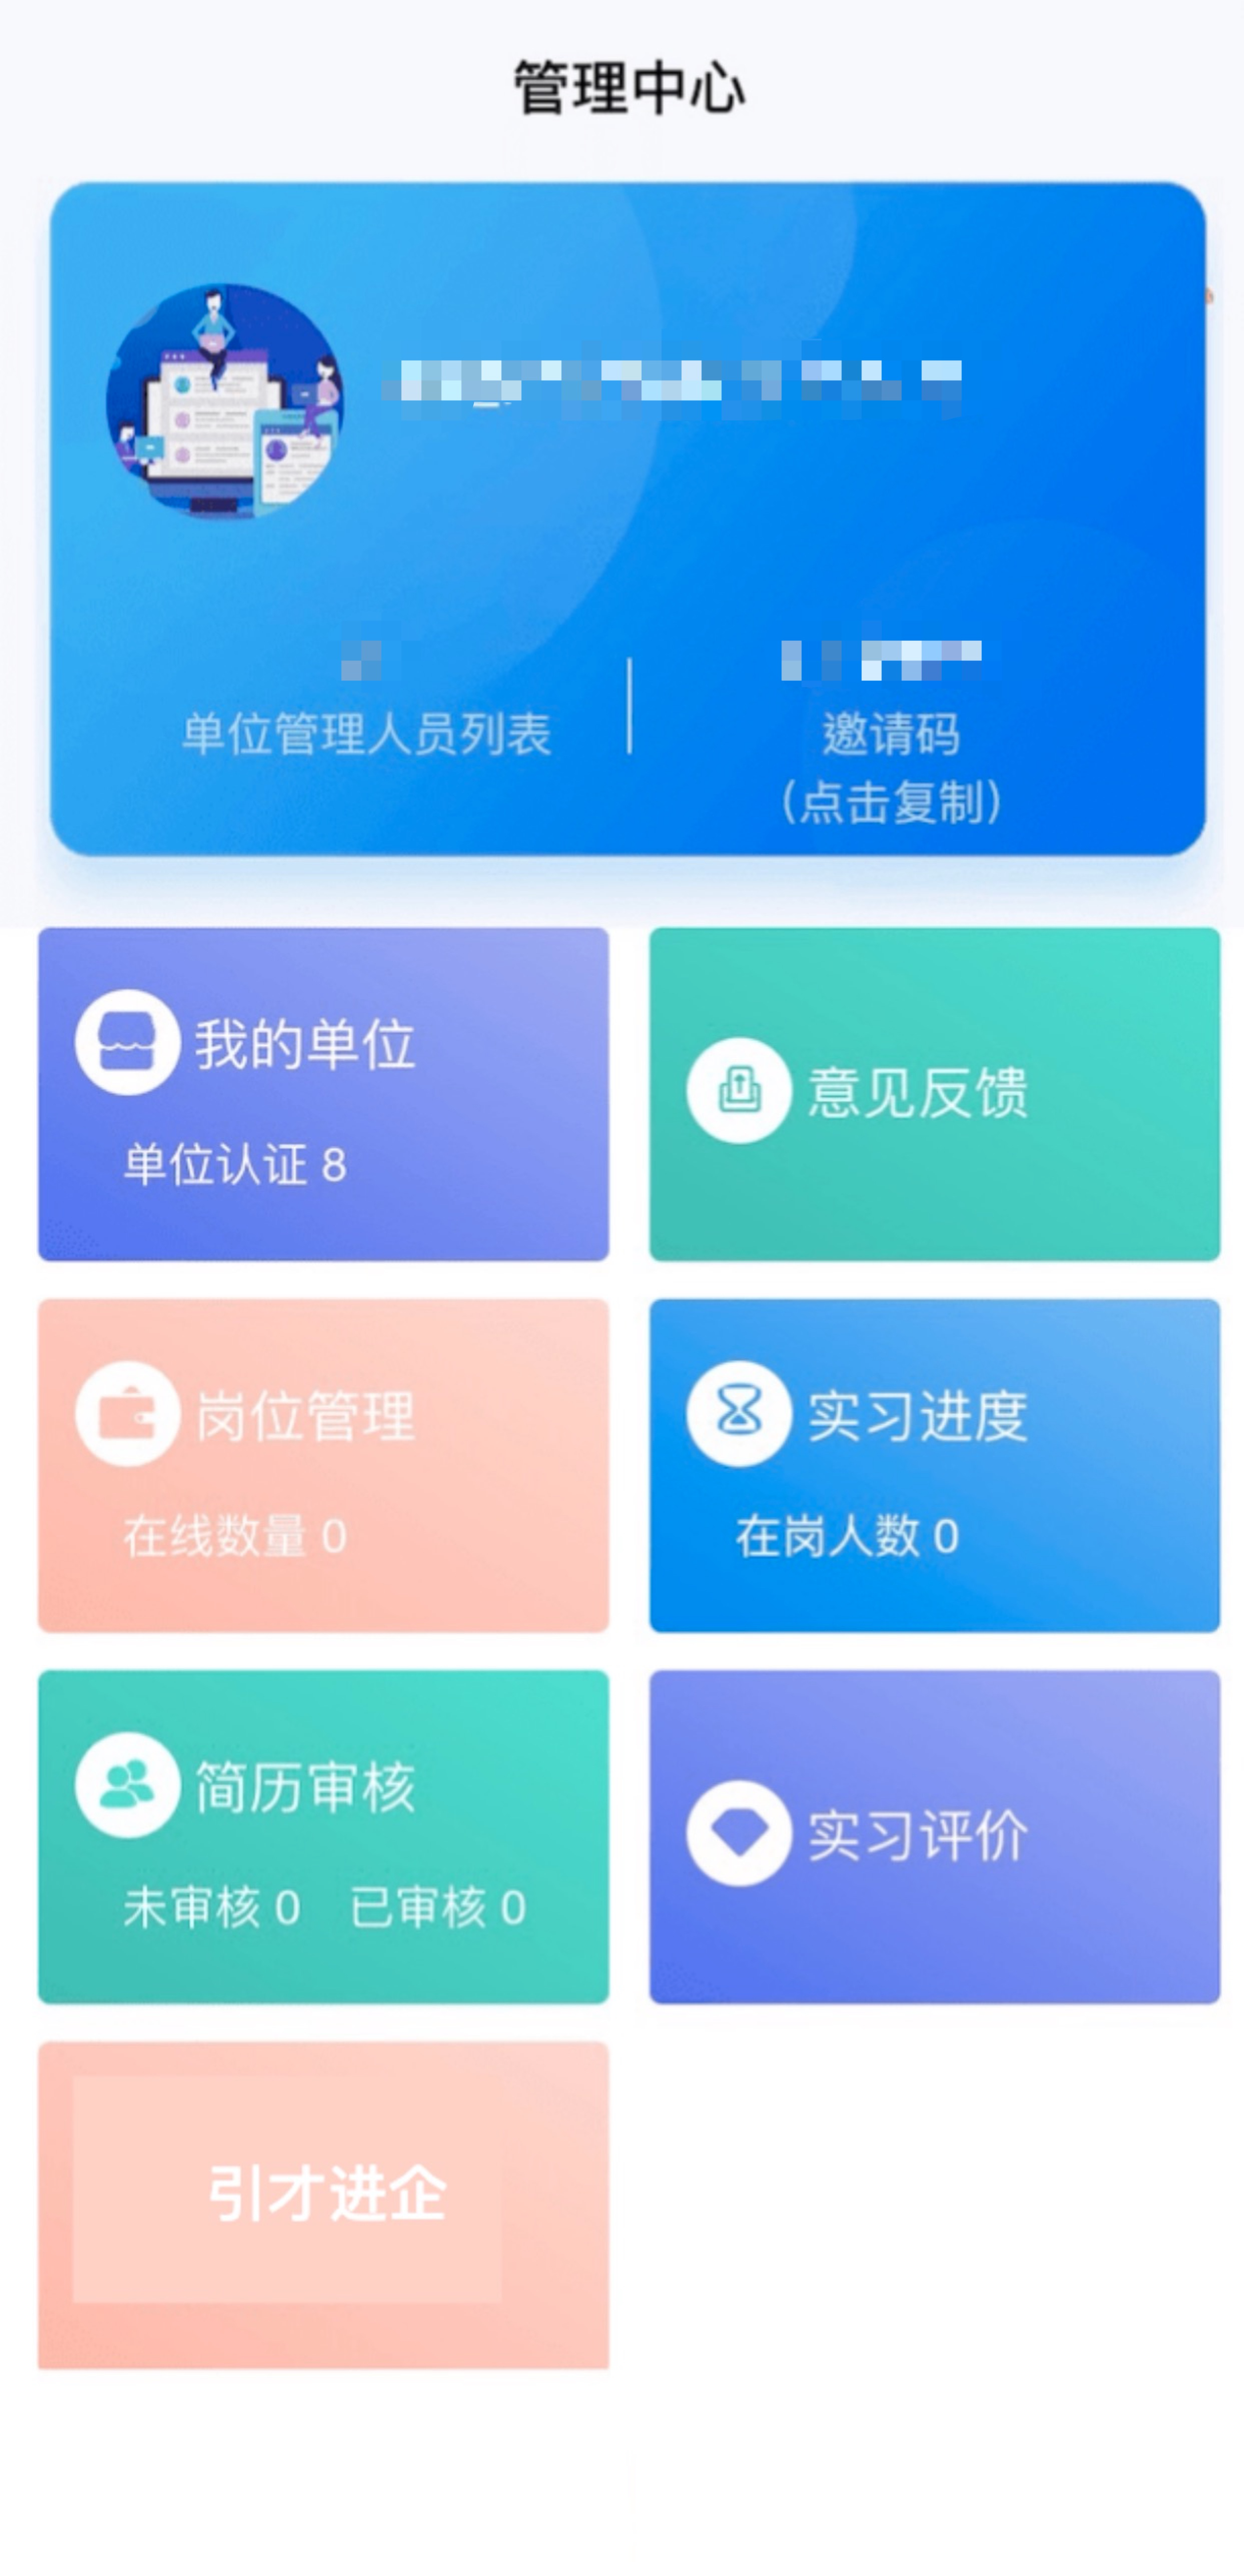 管理中心
单位管理人员列表
邀请码
(点击复制)
我的单位
单位认证 8
意见反馈
岗位管理
在线数量 0
实习进度
在岗人数 0
简历审核
未审核 0 已审核 0
实习评价
引才进企